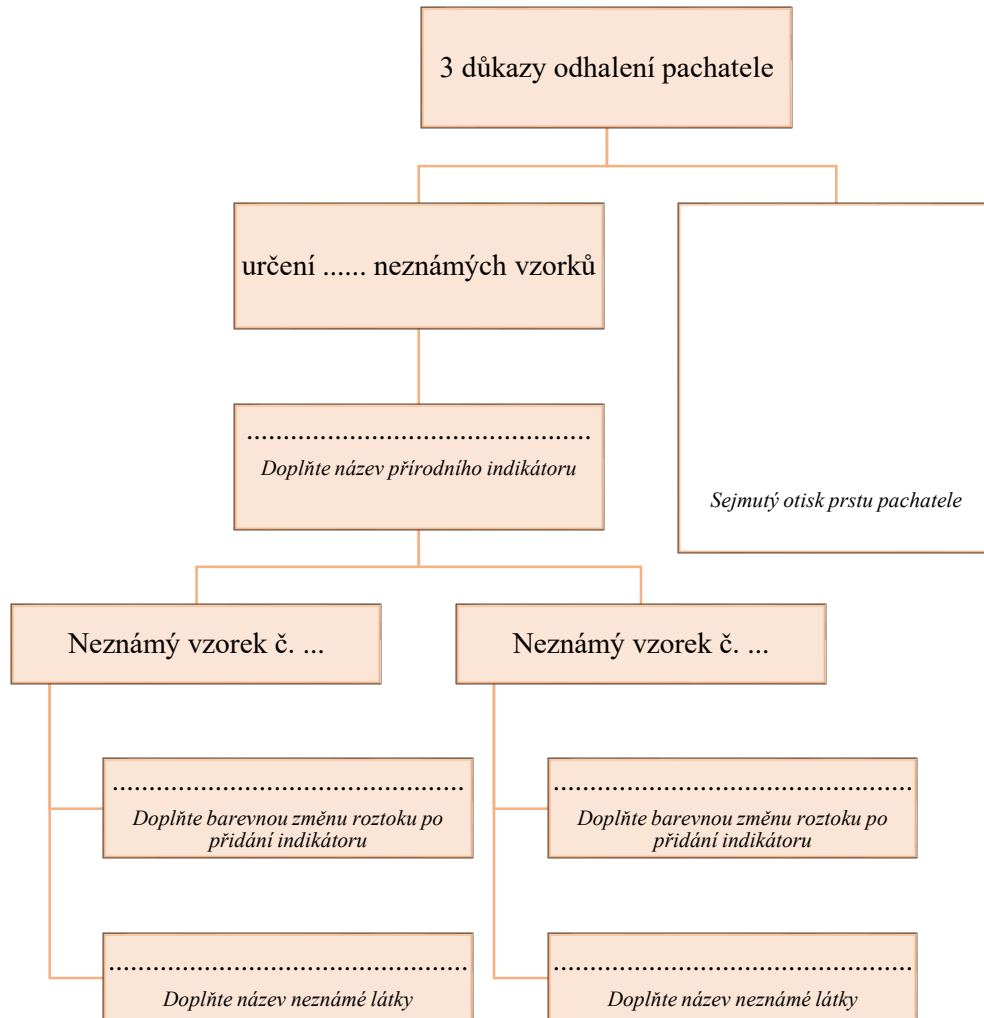 3 důkazy odhalení pachatele
určení ...... neznámých vzorků
................................................
Doplňte název přírodního indikátoru
Sejmutý otisk prstu pachatele
Neznámý vzorek č. ...
Neznámý vzorek č. ...
.................................................
Doplňte barevnou změnu roztoku po
přidání indikátoru
.................................................
Doplňte barevnou změnu roztoku po
přidání indikátoru
..................................................
Doplňte název neznámé látky
..................................................
Doplňte název neznámé látky